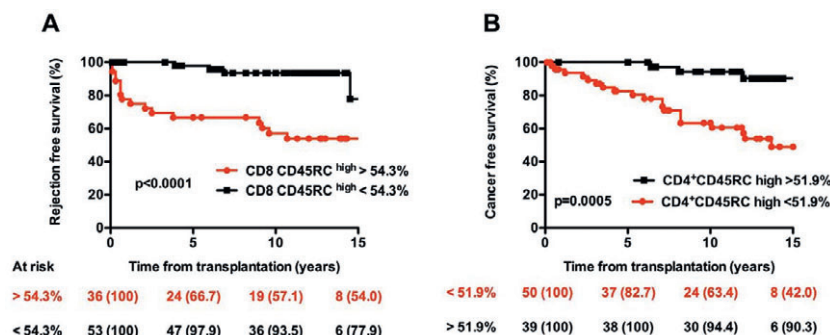 A
Rejection free survival (%)
100
80
60
40
20
0
p<0.0001
CD8 CD45RC high > 54.3%
CD8 CD45RC high < 54.3%
0 5 10 15
At risk Time from transplantation (years)
> 54.3% 36 (100) 24 (66.7) 19 (57.1) 8 (54.0)
< 54.3% 53 (100) 47 (97.9) 36 (93.5) 6 (77.9)
B
Cancer free survival (%)
100
80
60
40
20
0
p=0.0005
CD4+CD45RC high >51.9%
CD4+CD45RC high <51.9%
0 5 10 15
Time from transplantation (years)
< 51.9% 50 (100) 37 (82.7) 24 (63.4) 8 (42.0)
> 51.9% 39 (100) 38 (100) 30 (94.4) 6 (90.3)